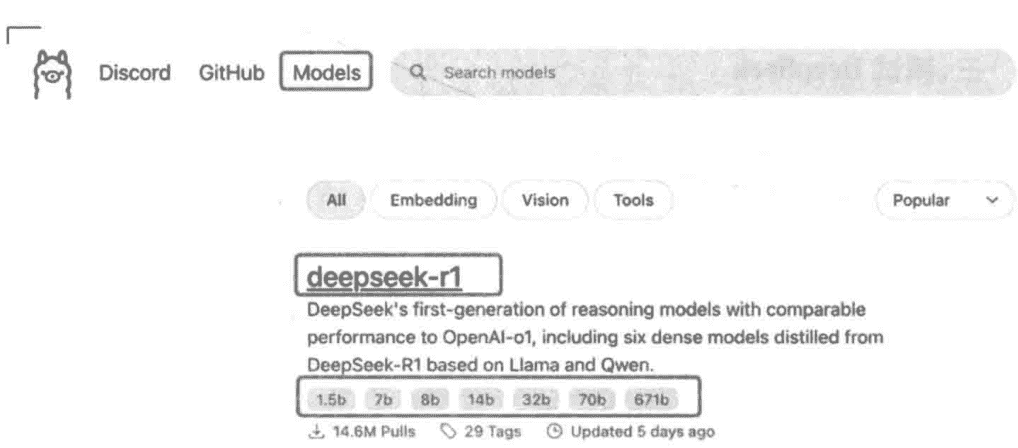 Discord GitHub Models Search models
All Embedding Vision Tools Popular
deepseek-r1
DeepSeek's first-generation of reasoning models with comparable
performance to OpenAI-o1, including six dense models distilled from
DeepSeek-R1 based on Llama and Qwen.
1.5b 7b 8b 14b 32b 70b 671b
14.6M Pulls 29 Tags Updated 5 days ago